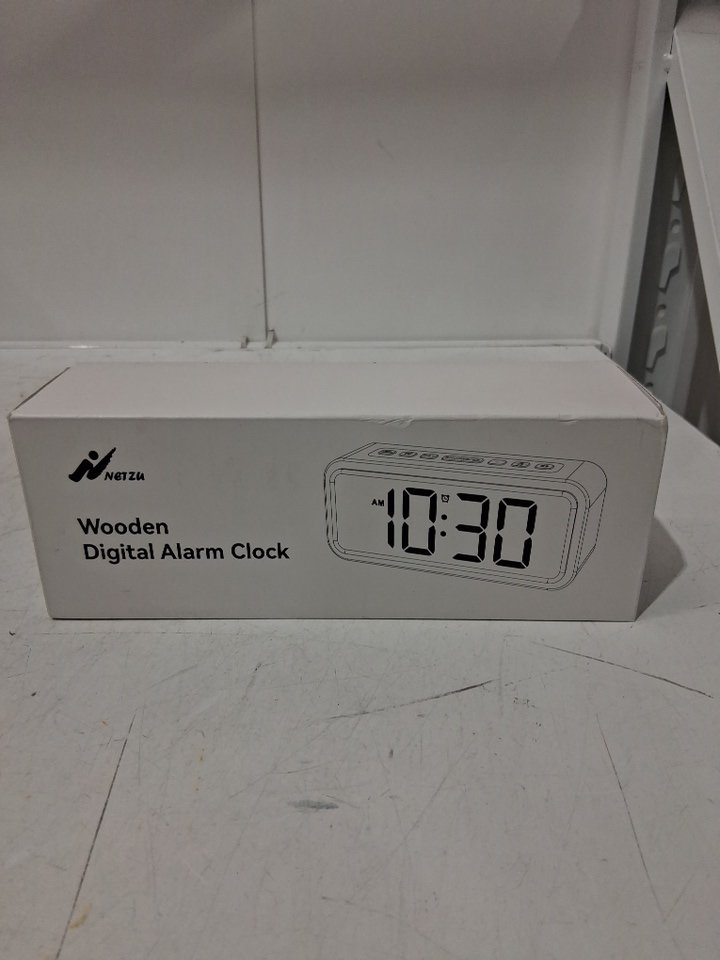 NETZU
Wooden
Digital Alarm Clock
AM 10:30